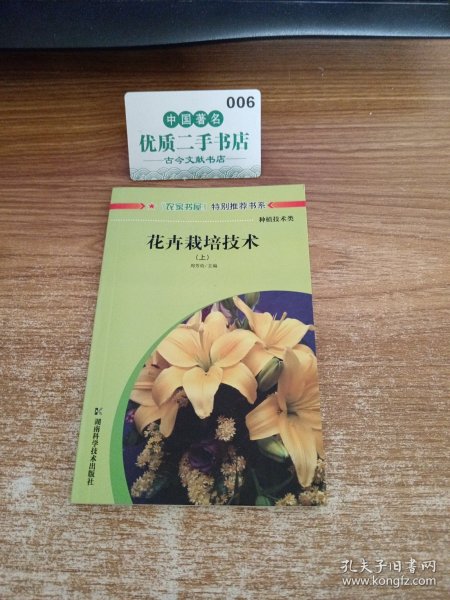 006
中国著名
优质二手书店
古今文献书店
《农家书屋》特别推荐书系
种植技术类
花卉栽培技术
(上)
主编
湖南科学技术出版社
孔夫子旧书网
www.kongfz.com